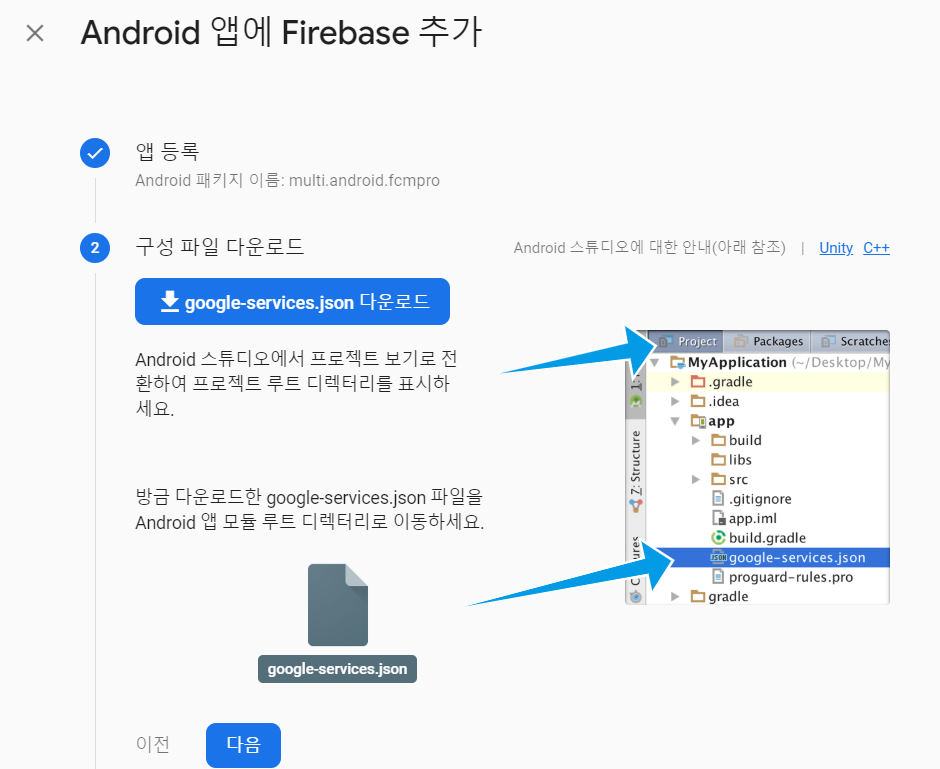 Android 앱에 Firebase 추가
앱 등록
Android 패키지 이름: multi.android.fcmpro
2
구성 파일 다운로드
Android 스튜디오에 대한 안내(아래 참조) | Unity C++
google-services.json 다운로드
Android 스튜디오에서 프로젝트 보기로 전
환하여 프로젝트 루트 디렉터리를 표시하
세요.
방금 다운로드한 google-services.json 파일을
Android 앱 모듈 루트 디렉터리로 이동하세요.
google-services.json
이전
다음
Project
Packages
Scratche
MyApplication (~/Desktop/My
.gradle
.idea
app
build
libs
src
.gitignore
app.iml
build.gradle
google-services.json
proguard-rules.pro
gradle
Z: Structure